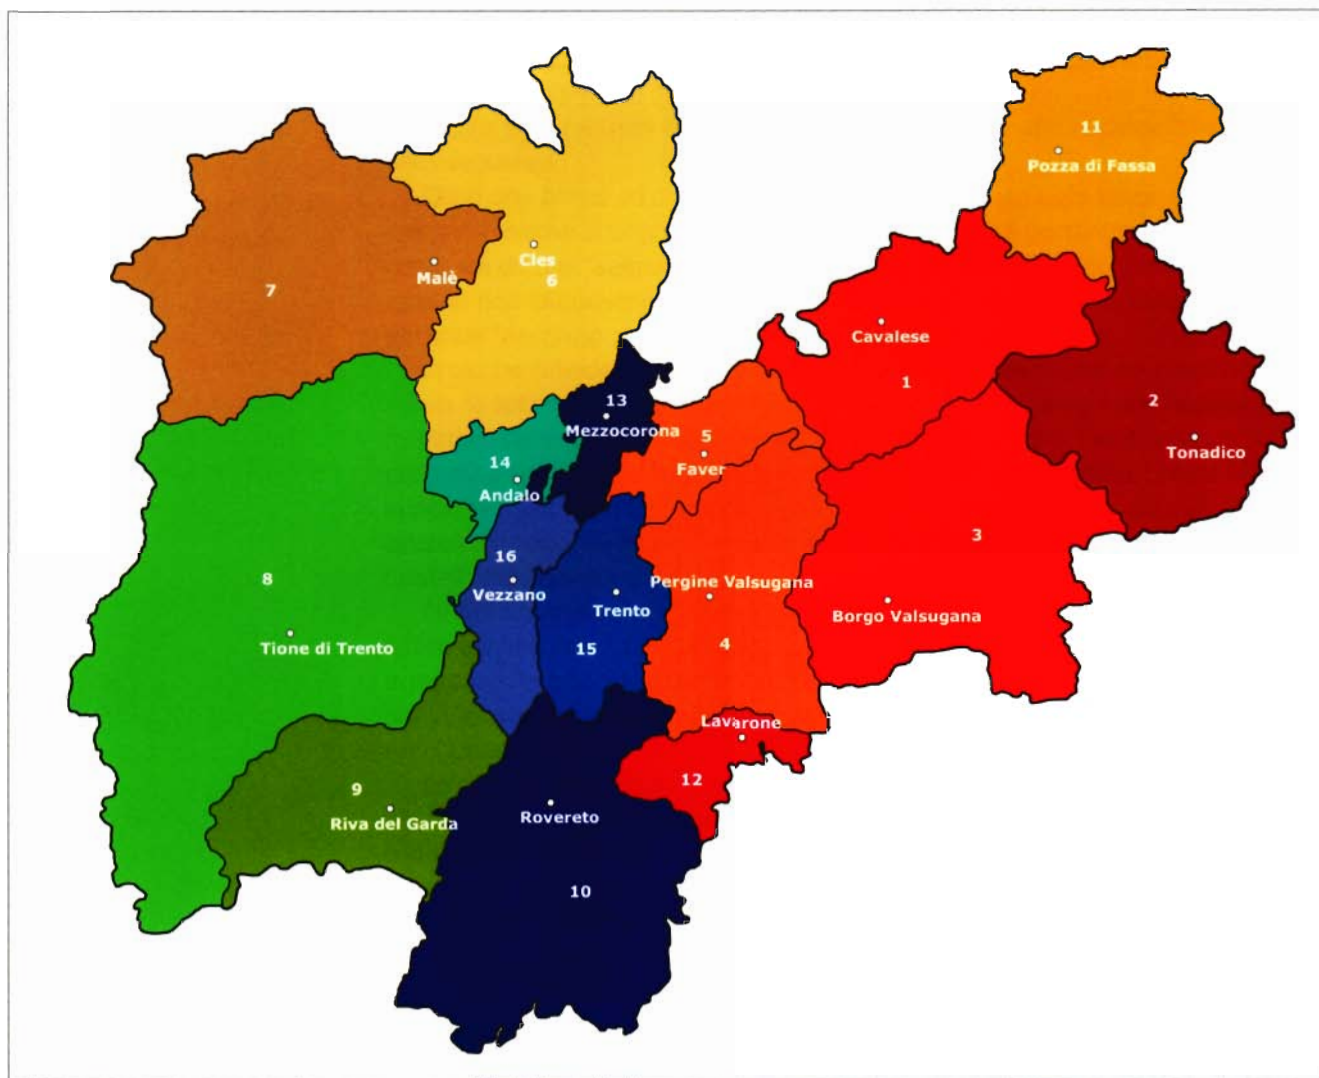 11
Pozza di Fassa
Cles
6
Malè
7
Cavalese
1
13
Mezzocorona
2
Tonadico
5
Faver
14
Andalo
3
16
Vezzano
8
Tione di Trento
Pergine Valsugana
4
Trento
15
Borgo Valsugana
Lavarone
12
9
Riva del Garda
Rovereto
10